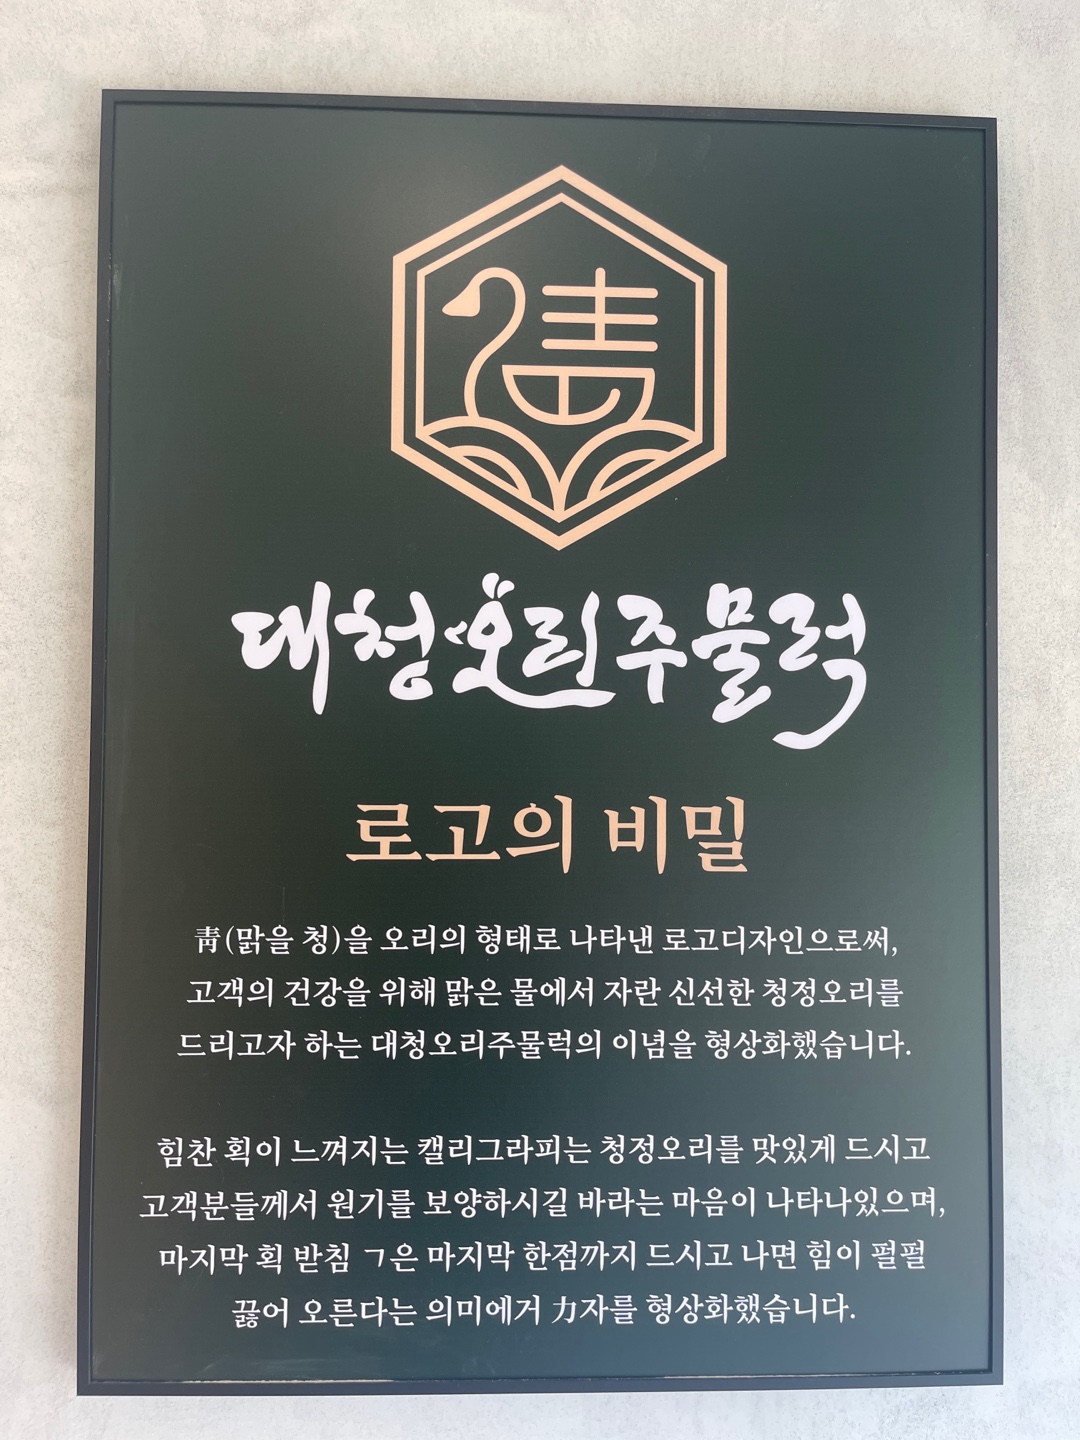 靑
대청오리주물럭
로고의 비밀
靑(맑을 청)을 오리의 형태로 나타낸 로고디자인으로써,
고객의 건강을 위해 맑은 물에서 자란 신선한 청정오리를
드리고자 하는 대청오리주물럭의 이념을 형상화했습니다.
힘찬 획이 느껴지는 캘리그라피는 청정오리를 맛있게 드시고
고객분들께서 원기를 보양하시길 바라는 마음이 나타나있으며,
마지막 획 받침 ㄱ은 마지막 한점까지 드시고 나면 힘이 펄펄
끓어 오른다는 의미에거 力자를 형상화했습니다.